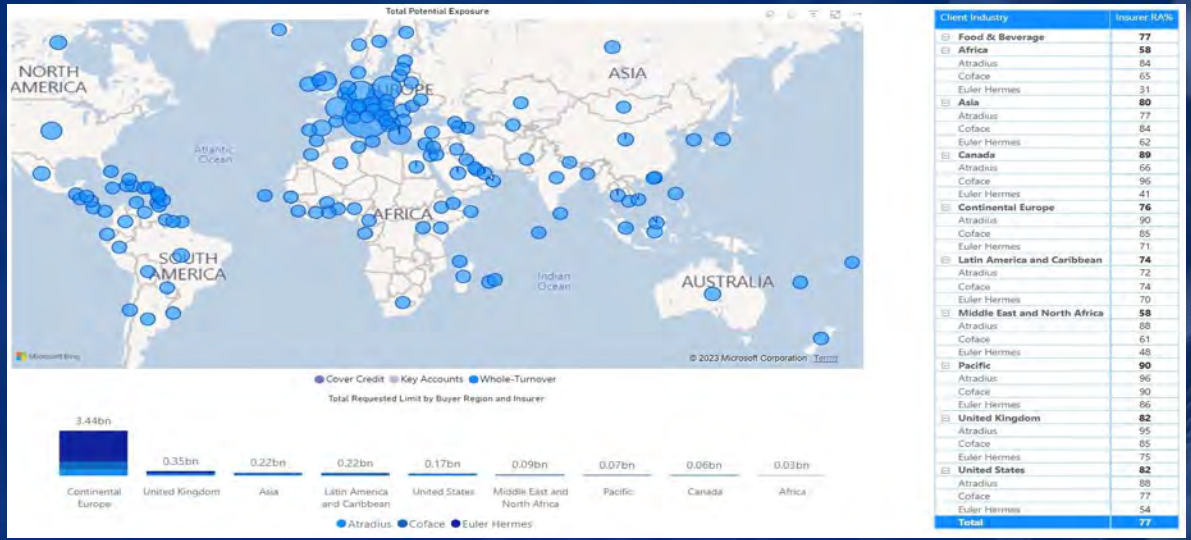 Total Potential Exposure
NORTH
AMERICA
EUROPE
ASIA
Atlantic
Ocean
AFRICA
SOUTH
AMERICA
Indian
Ocean
AUSTRALIA
Microsoft Bing
© 2023 Microsoft Corporation Terms
Cover Credit Key Accounts Whole-Turnover
Total Requested Limit by Buyer Region and Insurer
3.44bn
0.35bn
0.22bn
0.22bn
0.17bn
0.09bn
0.07bn
0.06bn
0.03bn
Continental
Europe
United Kingdom
Asia
Latin America
and Caribbean
United States
Middle East and
North Africa
Pacific
Canada
Africa
Atradius Coface Euler Hermes
Client Industry Insurer RA%
Food & Beverage 77
Africa 58
Atradius 84
Coface 65
Euler Hermes 31
Asia 80
Atradius 77
Coface 84
Euler Hermes 62
Canada 89
Atradius 66
Coface 96
Euler Hermes 41
Continental Europe 76
Atradius 90
Coface 85
Euler Hermes 71
Latin America and Caribbean 74
Atradius 72
Coface 74
Euler Hermes 70
Middle East and North Africa 58
Atradius 88
Coface 61
Euler Hermes 48
Pacific 90
Atradius 96
Coface 90
Euler Hermes 86
United Kingdom 82
Atradius 95
Coface 85
Euler Hermes 75
United States 82
Atradius 88
Coface 77
Euler Hermes 54
Total 77